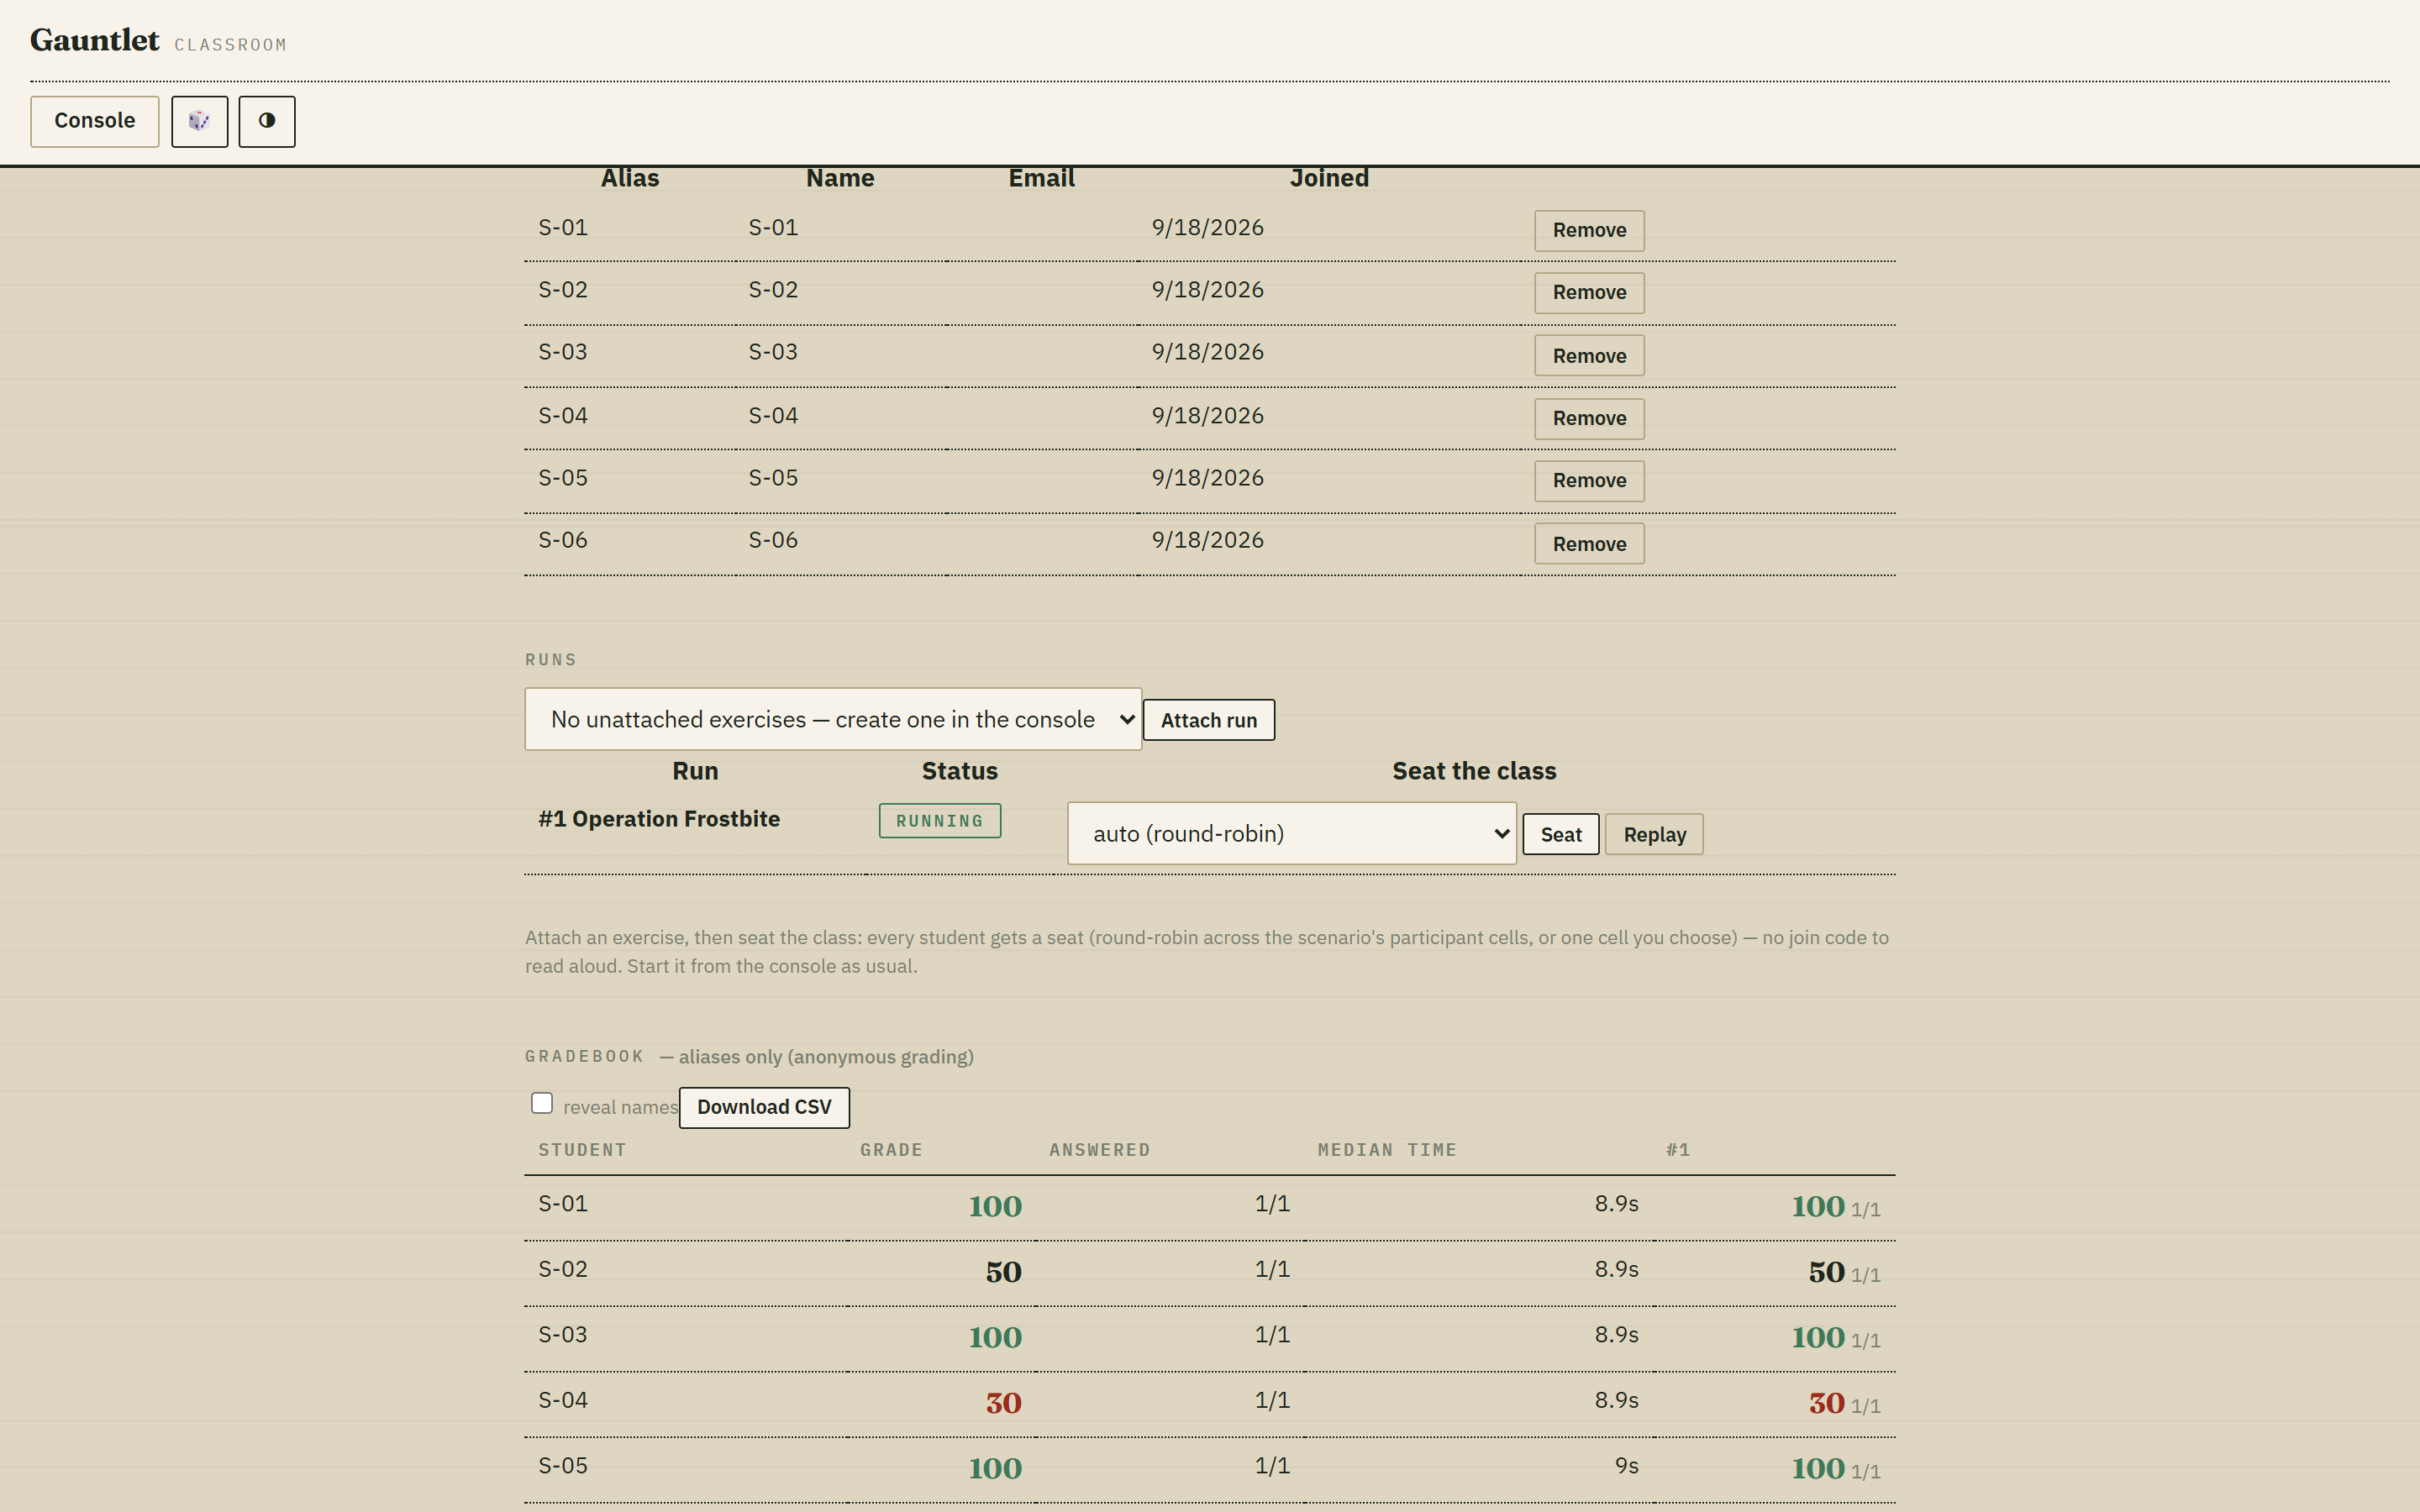 Gauntlet CLASSROOM
Console
Alias Name Email Joined
S-01 S-01 9/18/2026 Remove
S-02 S-02 9/18/2026 Remove
S-03 S-03 9/18/2026 Remove
S-04 S-04 9/18/2026 Remove
S-05 S-05 9/18/2026 Remove
S-06 S-06 9/18/2026 Remove
RUNS
No unattached exercises — create one in the console Attach run
Run Status Seat the class
#1 Operation Frostbite RUNNING auto (round-robin) Seat Replay
Attach an exercise, then seat the class: every student gets a seat (round-robin across the scenario's participant cells, or one cell you choose) — no join code to
read aloud. Start it from the console as usual.
GRADEBOOK — aliases only (anonymous grading)
reveal names Download CSV
STUDENT GRADE ANSWERED MEDIAN TIME #1
S-01 100 1/1 8.9s 100 1/1
S-02 50 1/1 8.9s 50 1/1
S-03 100 1/1 8.9s 100 1/1
S-04 30 1/1 8.9s 30 1/1
S-05 100 1/1 9s 100 1/1